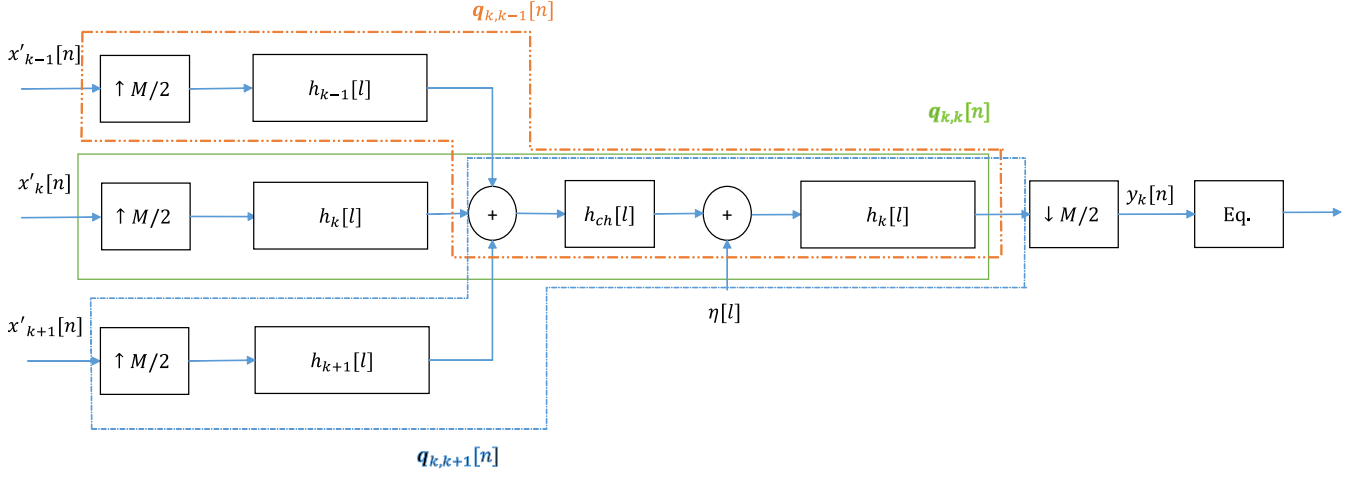 q_{k,k−1}[n]
x′_{k−1}[n]
↑ M/2
h_{k−1}[l]
q_{k,k}[n]
x′_k[n]
↑ M/2
h_k[l]
+
h_{ch}[l]
+
h_k[l]
↓ M/2
y_k[n]
Eq.
η[l]
x′_{k+1}[n]
↑ M/2
h_{k+1}[l]
q_{k,k+1}[n]